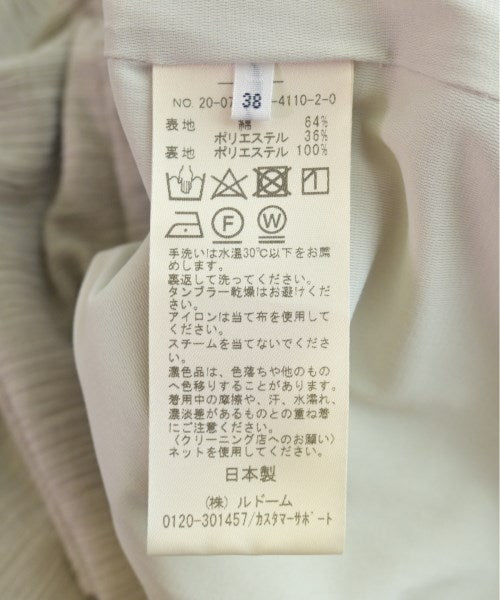 38
NO. 20-07 -4110-2-0
表地 綿 64%
ポリエステル 36%
裏地 ポリエステル 100%
F W
手洗いは水温30℃以下をお薦
めします。
裏返して洗ってください。
タンブラー乾燥はお避けくださ
い。
アイロンは当て布を使用してく
ださい。
スチームを当てないでください。
濃色品は、色落ちや他のもの
へ色移りすることがあります。
着用中の摩擦や、汗、水濡れ、
濃淡差があるものとの重ね着
にご注意ください。
〈クリーニング店へのお願い〉
ネットを使用してください。
日本製
(株) ルドーム
0120-301457/カスタマーサポート